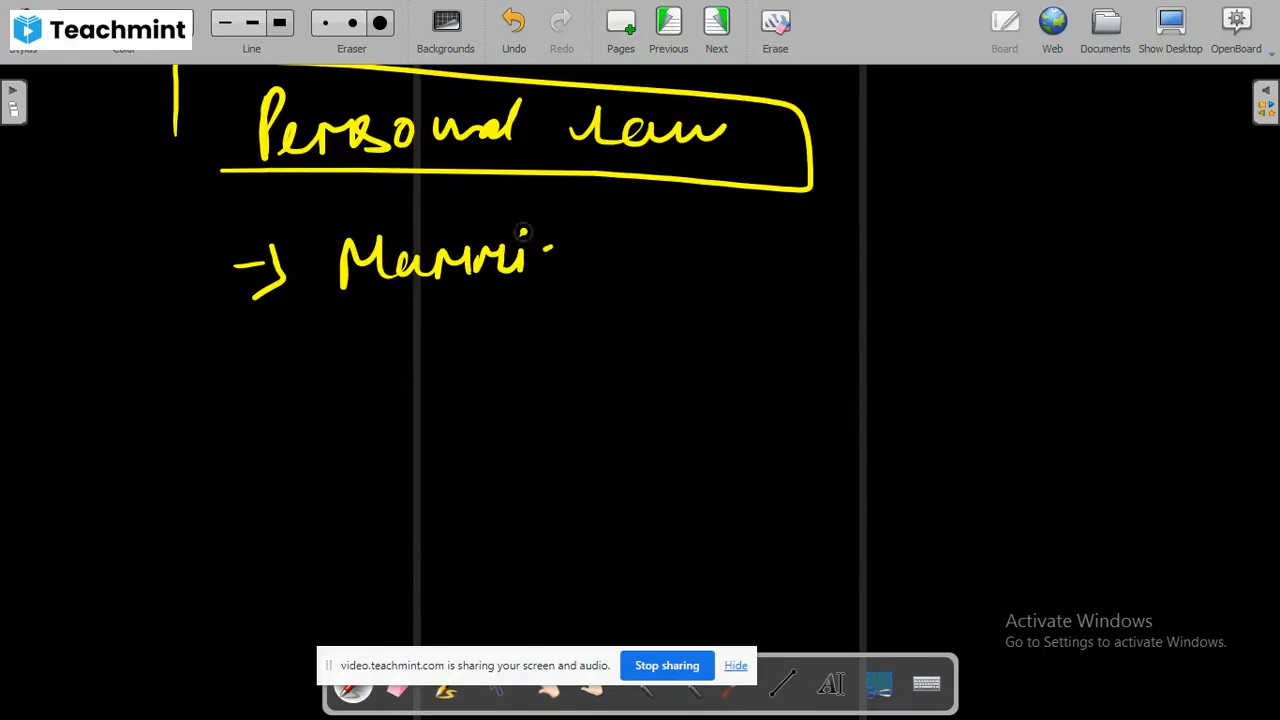 Teachmint
Color
Line
Eraser
Backgrounds
Undo
Redo
Pages
Previous
Next
Erase
Board
Web
Documents
Show Desktop
OpenBoard
Personal law
→ Marri
video.teachmint.com is sharing your screen and audio.
Stop sharing
Hide
Activate Windows
Go to Settings to activate Windows.